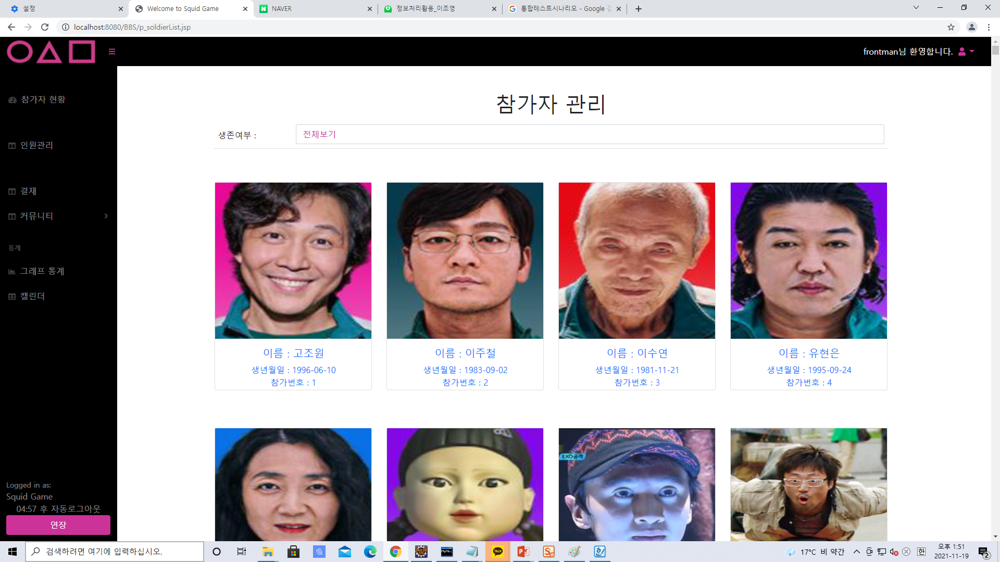 설정
Welcome to Squid Game
NAVER
정보처리활용_이조영
통합테스트시나리오 - Google
localhost:8080/BBS/p_soldierList.jsp
frontman님 환영합니다.
참가자 현황
인원관리
결재
커뮤니티
통계
그래프 통계
캘린더
Logged in as:
Squid Game
04:57 후 자동로그아웃
연장
참가자 관리
생존여부 :
전체보기
이름 : 고조원
생년월일 : 1996-06-10
참가번호 : 1
이름 : 이주철
생년월일 : 1983-09-02
참가번호 : 2
이름 : 이수연
생년월일 : 1981-11-21
참가번호 : 3
이름 : 유현은
생년월일 : 1995-09-24
참가번호 : 4
EXO공격
검색하려면 여기에 입력하십시오.
TALK
17°C 비 약간
한
오후 1:51
2021-11-19
2